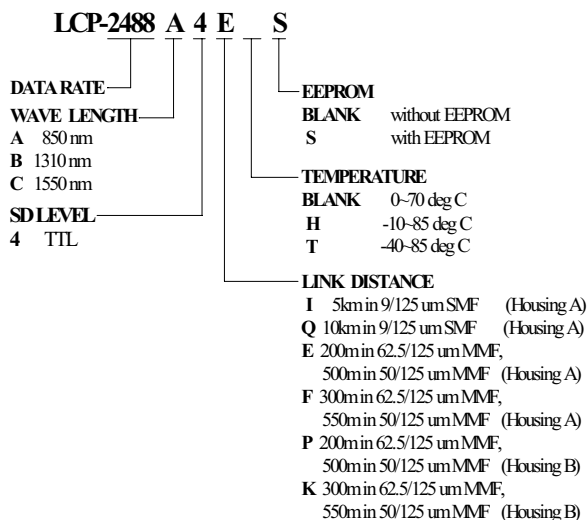 LCP-2488 A 4 E S
DATA RATE
WAVE LENGTH
A 850 nm
B 1310 nm
C 1550 nm
SD LEVEL
4 TTL
EEPROM
BLANK without EEPROM
S with EEPROM
TEMPERATURE
BLANK 0~70 deg C
H -10~85 deg C
T -40~85 deg C
LINK DISTANCE
I 5km in 9/125 um SMF (Housing A)
Q 10km in 9/125 um SMF (Housing A)
E 200m in 62.5/125 um MMF,
500m in 50/125 um MMF (Housing A)
F 300m in 62.5/125 um MMF,
550m in 50/125 um MMF (Housing A)
P 200m in 62.5/125 um MMF,
500m in 50/125 um MMF (Housing B)
K 300m in 62.5/125 um MMF,
550m in 50/125 um MMF (Housing B)